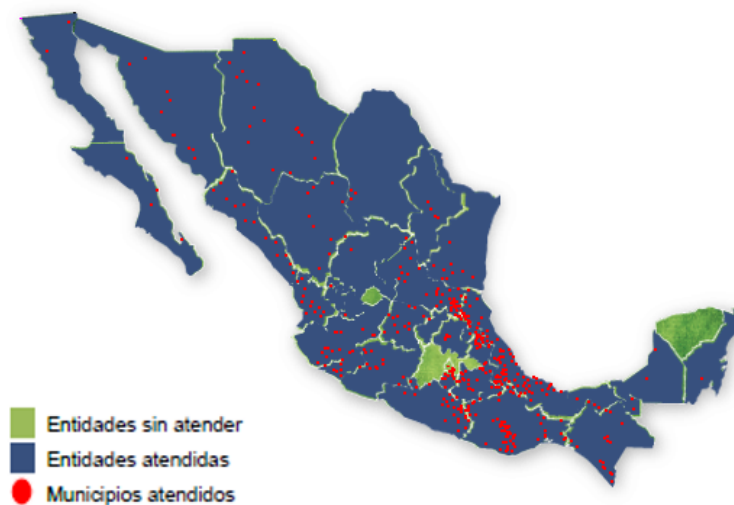 Entidades sin atender
Entidades atendidas
Municipios atendidos